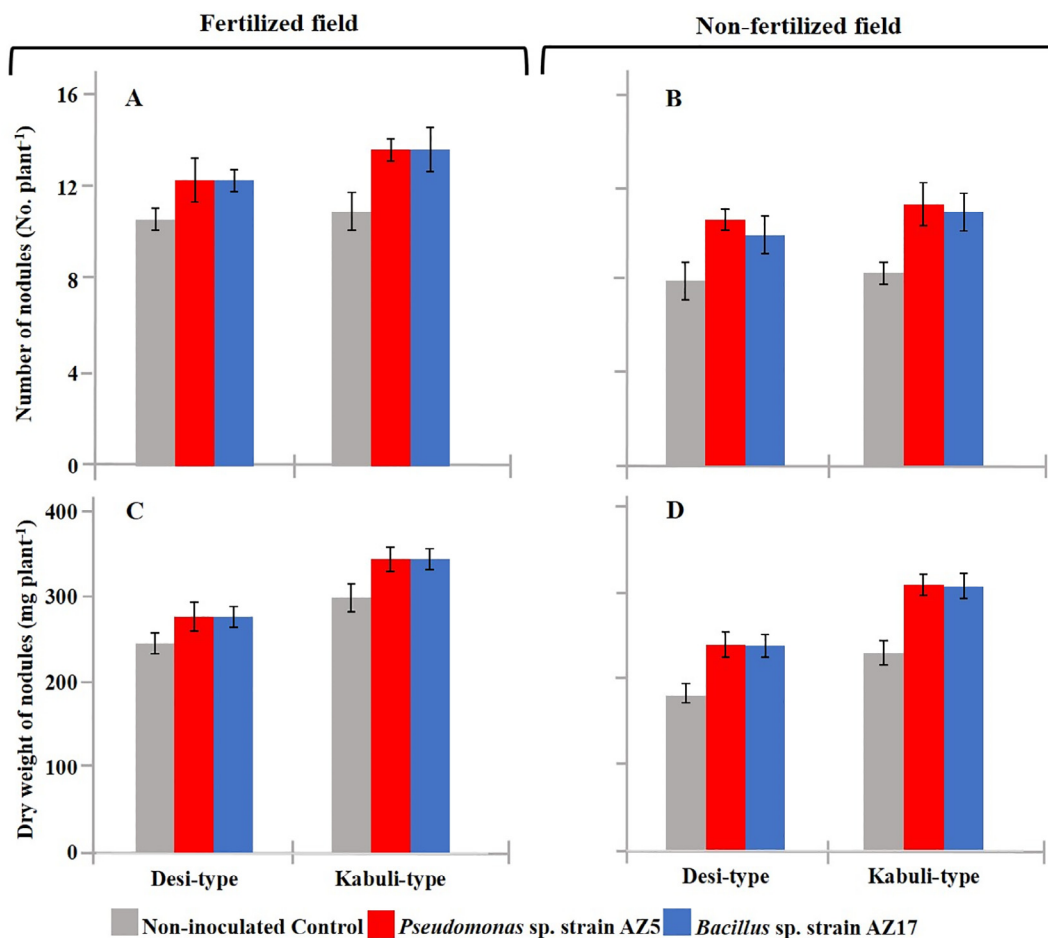 Fertilized field
Non-fertilized field
A
B
Number of nodules (No. plant⁻¹)
16
12
8
4
0
C
D
Dry weight of nodules (mg plant⁻¹)
400
300
200
100
0
Desi-type Kabuli-type Desi-type Kabuli-type
Non-inoculated Control Pseudomonas sp. strain AZ5 Bacillus sp. strain AZ17